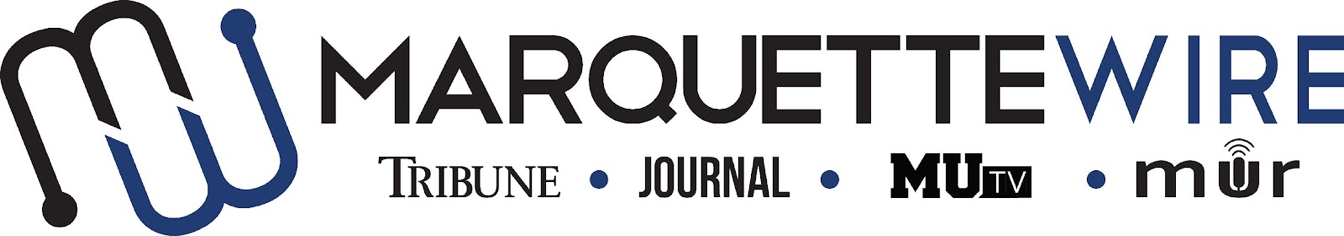 MARQUETTEWIRE
TRIBUNE • JOURNAL • MUTV • mur